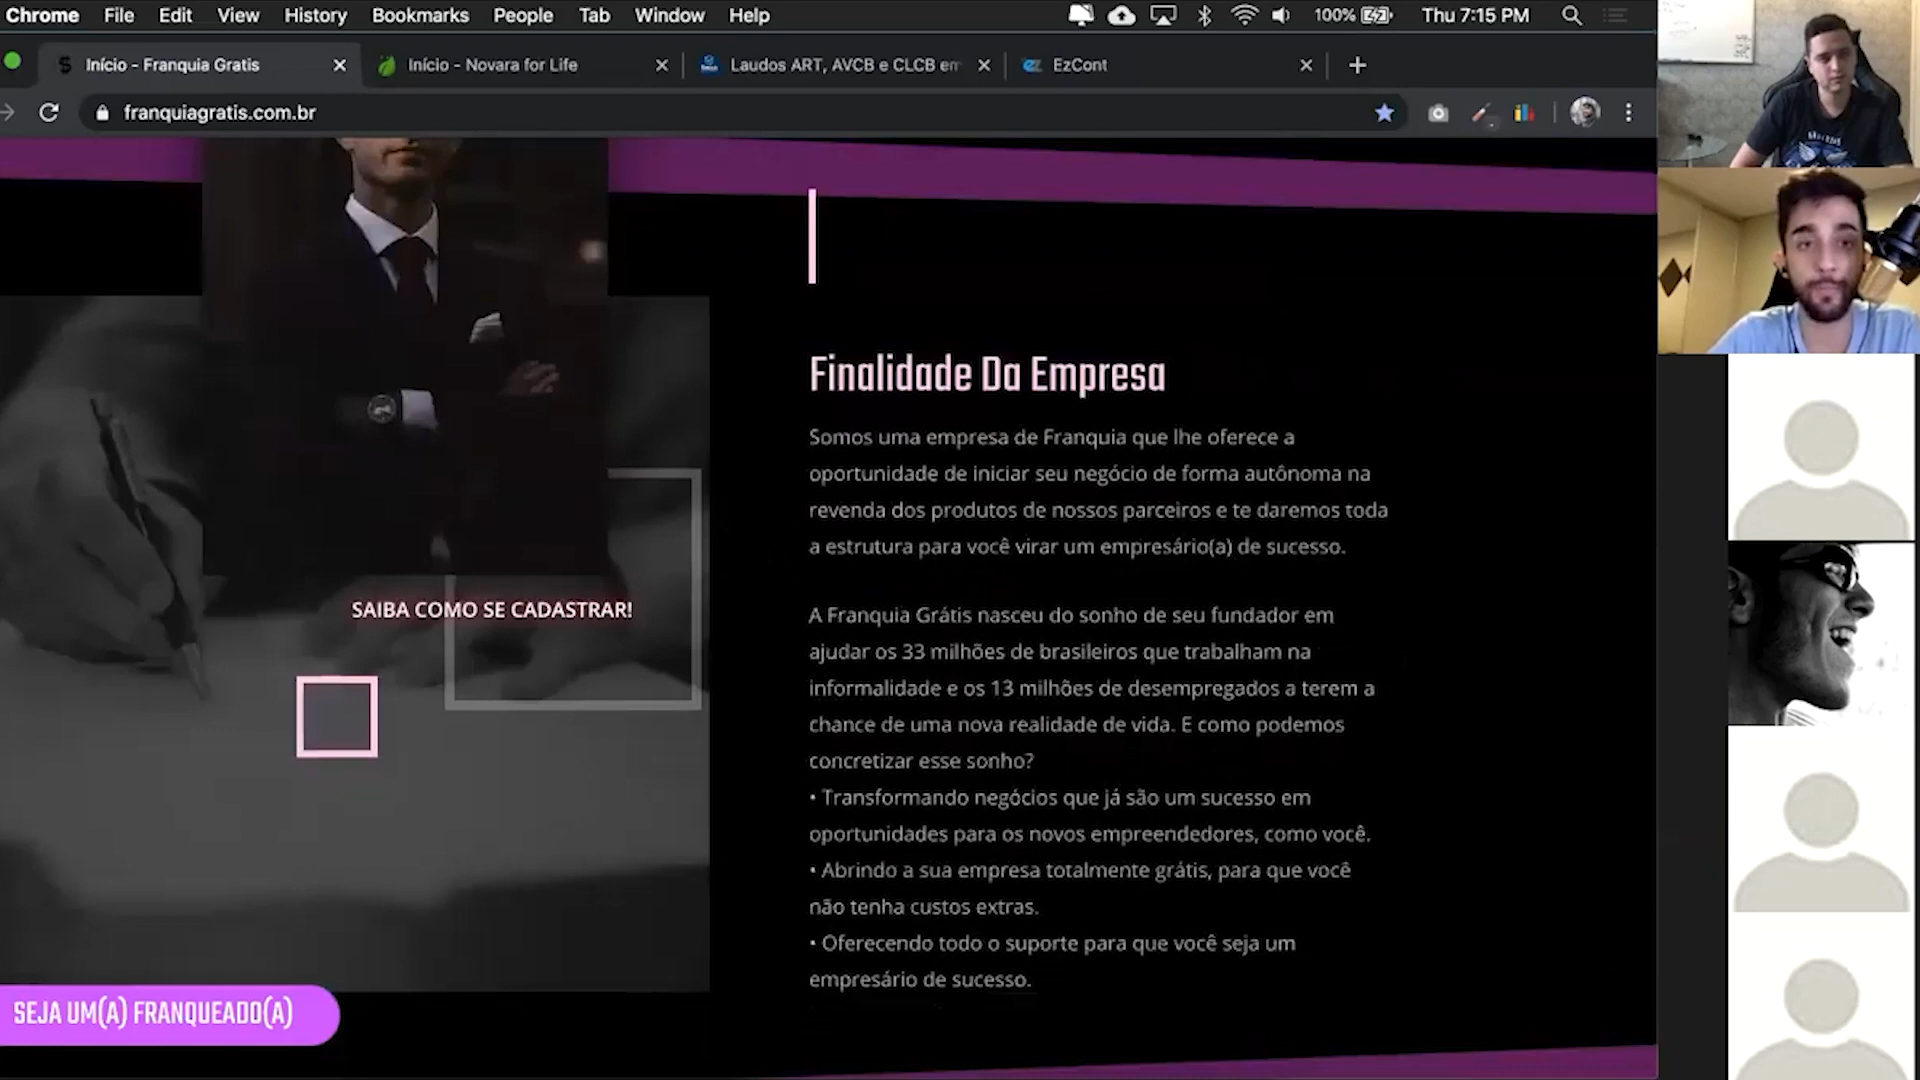 Chrome File Edit View History Bookmarks People Tab Window Help 100% Thu 7:15 PM
Início - Franquia Gratis Início - Novara for Life Laudos ART, AVCB e CLCB em EzCont
franquiagratis.com.br
Finalidade Da Empresa
Somos uma empresa de Franquia que lhe oferece a
oportunidade de iniciar seu negócio de forma autônoma na
revenda dos produtos de nossos parceiros e te daremos toda
a estrutura para você virar um empresário(a) de sucesso.
A Franquia Grátis nasceu do sonho de seu fundador em
ajudar os 33 milhões de brasileiros que trabalham na
informalidade e os 13 milhões de desempregados a terem a
chance de uma nova realidade de vida. E como podemos
concretizar esse sonho?
• Transformando negócios que já são um sucesso em
oportunidades para os novos empreendedores, como você.
• Abrindo a sua empresa totalmente grátis, para que você
não tenha custos extras.
• Oferecendo todo o suporte para que você seja um
empresário de sucesso.
SAIBA COMO SE CADASTRAR!
SEJA UM(A) FRANQUEADO(A)